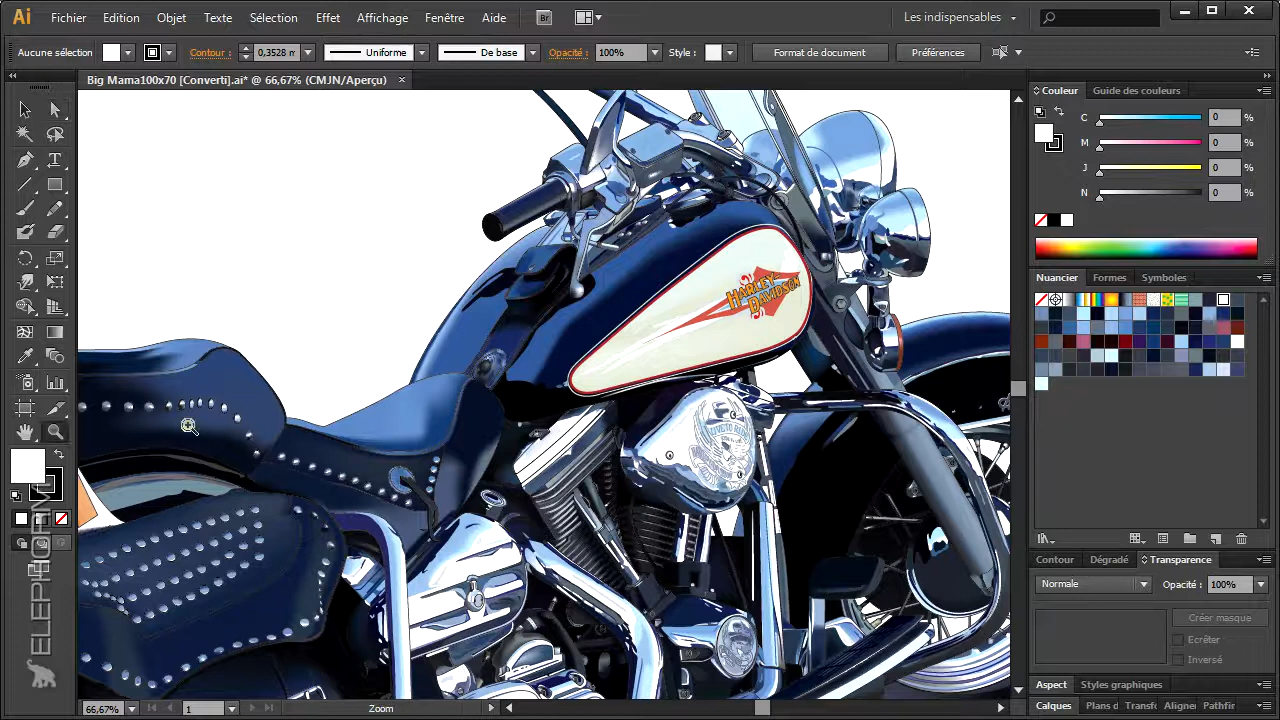 Ai Fichier Edition Objet Texte Sélection Effet Affichage Fenêtre Aide Br Les indispensables
Aucune sélection Contour : 0,3528 m Uniforme De base Opacité : 100% Style : Format de document Préférences
Big Mama100x70 [Converti].ai* @ 66,67% (CMJN/Aperçu)
Couleur Guide des couleurs
C 0 %
M 0 %
J 0 %
N 0 %
Nuancier Formes Symboles
HARLEY
DAVIDSON
Contour Dégradé Transparence
Normale Opacité : 100%
Créer masque
Ecrêter
Inversé
Aspect Styles graphiques
Calques Plans d Transfo Aligne Pathfin
66,67% 1 Zoom
ELEPHORM